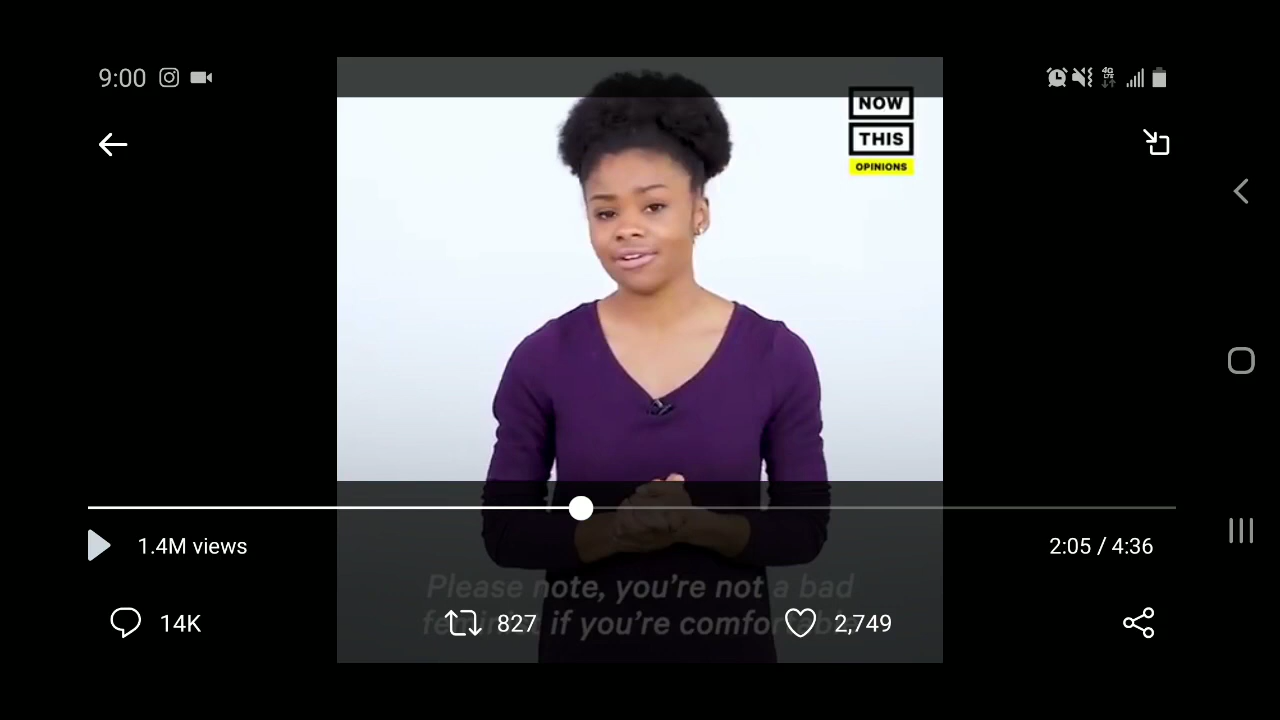 9:00
NOW
THIS
OPINIONS
1.4M views
2:05 / 4:36
Please note, you're not a bad
if you're comfortable
14K
827
2,749